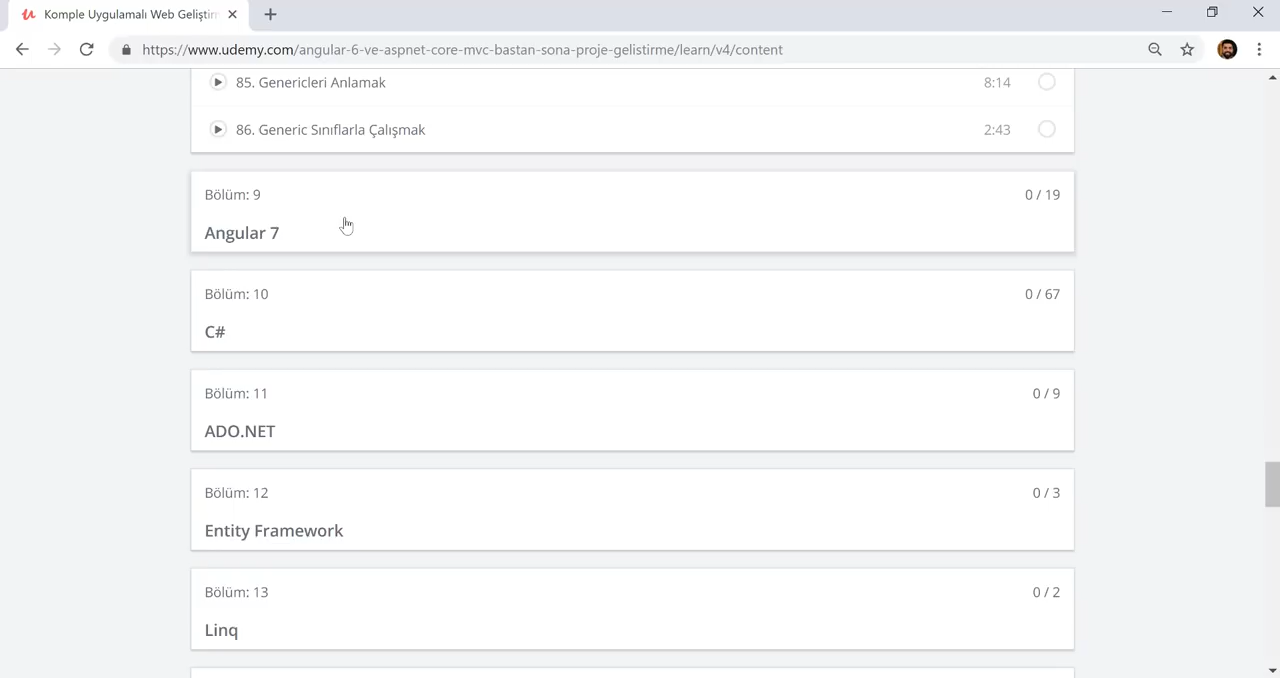 Komple Uygulamalı Web Geliştirm
https://www.udemy.com/angular-6-ve-aspnet-core-mvc-bastan-sona-proje-gelistirme/learn/v4/content
85. Genericleri Anlamak 8:14
86. Generic Sınıflarla Çalışmak 2:43
Bölüm: 9 0 / 19
Angular 7
Bölüm: 10 0 / 67
C#
Bölüm: 11 0 / 9
ADO.NET
Bölüm: 12 0 / 3
Entity Framework
Bölüm: 13 0 / 2
Linq